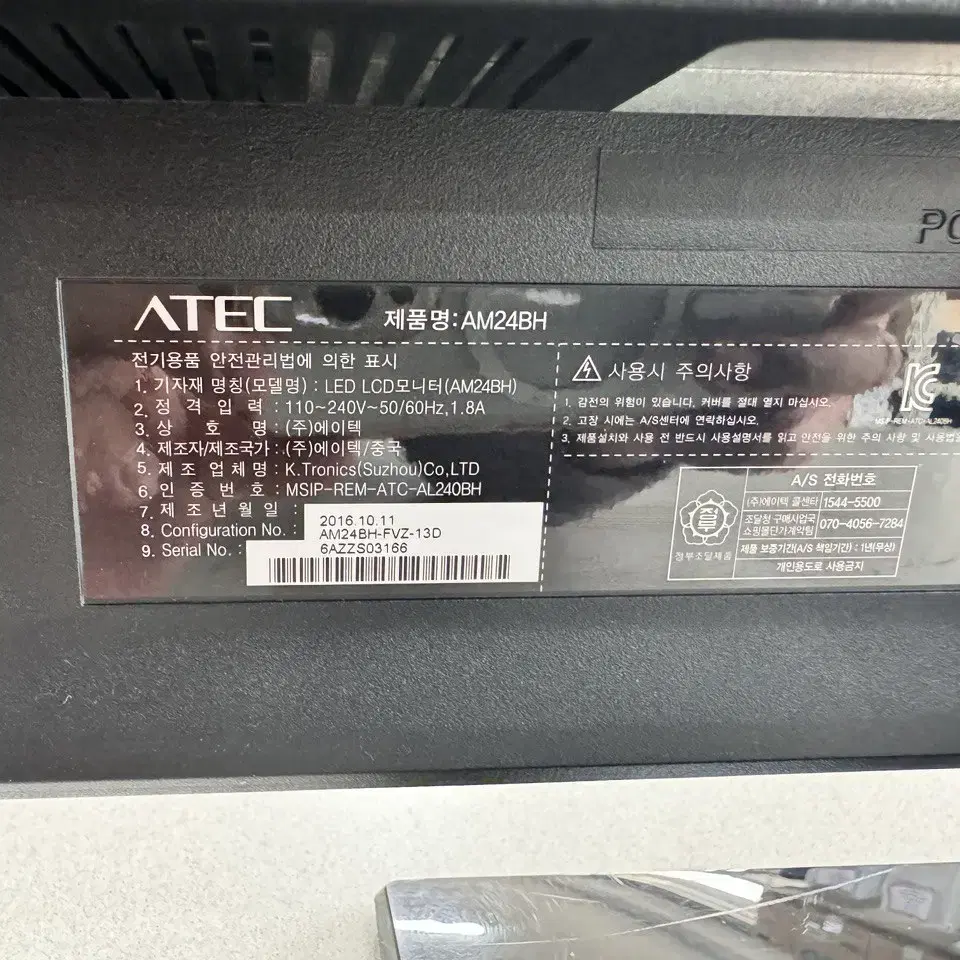 PO
ATEC 제품명:AM24BH
전기용품 안전관리법에 의한 표시
1. 기자재 명칭(모델명) : LED LCD모니터(AM24BH)
2. 정 격 입 력 : 110~240V~50/60Hz,1.8A
3. 상 호 명 : (주)에이텍
4. 제조자/제조국가 : (주)에이텍/중국
5. 제 조 업 체 명 : K.Tronics(Suzhou)Co,LTD
6. 인 증 번 호 : MSIP-REM-ATC-AL240BH
7. 제 조 년 월 일 : 2016.10.11
8. Configuration No. : AM24BH-FVZ-13D
9. Serial No.. : 6AZZS03166
사용시 주의사항
1. 감전의 위험이 있습니다. 커버를 절대 열지 마십시오.
2. 고장 시에는 A/S센터에 연락하십시오.
3. 제품설치와 사용 전 반드시 사용설명서를 읽고 안전을 위한 주의 사항 및 사용법을
MSIP-REM-ATC-AL240BH
정부조달제품
A/S 전화번호
(주)에이텍 콜센타 1544-5500
조달청 구매사업국
쇼핑몰단가계약팀 070-4056-7284
제품 보증기간(A/S 책임기간) : 1년(무상)
개인용도로 사용금지